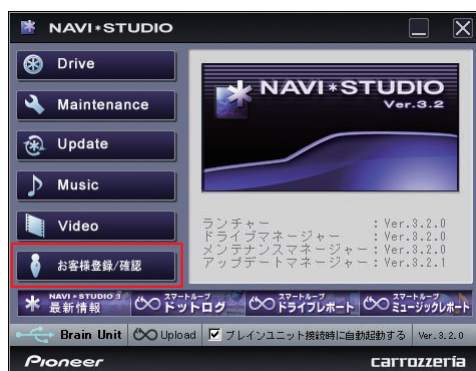 NAVI*STUDIO
Drive
Maintenance
Update
Music
Video
お客様登録/確認
NAVI*STUDIO
Ver.3.2
ランチャー : Ver.3.2.0
ドライブマネージャー : Ver.3.2.0
メンテナンスマネージャー : Ver.3.2.0
アップデートマネージャー : Ver.3.2.1
NAVI*STUDIO 3
最新情報
スマートループ
ドットログ
スマートループ
ドライブレポート
スマートループ
ミュージックレポート
Brain Unit Upload ブレインユニット接続時に自動起動する Ver.3.2.0
Pioneer carrozzeria